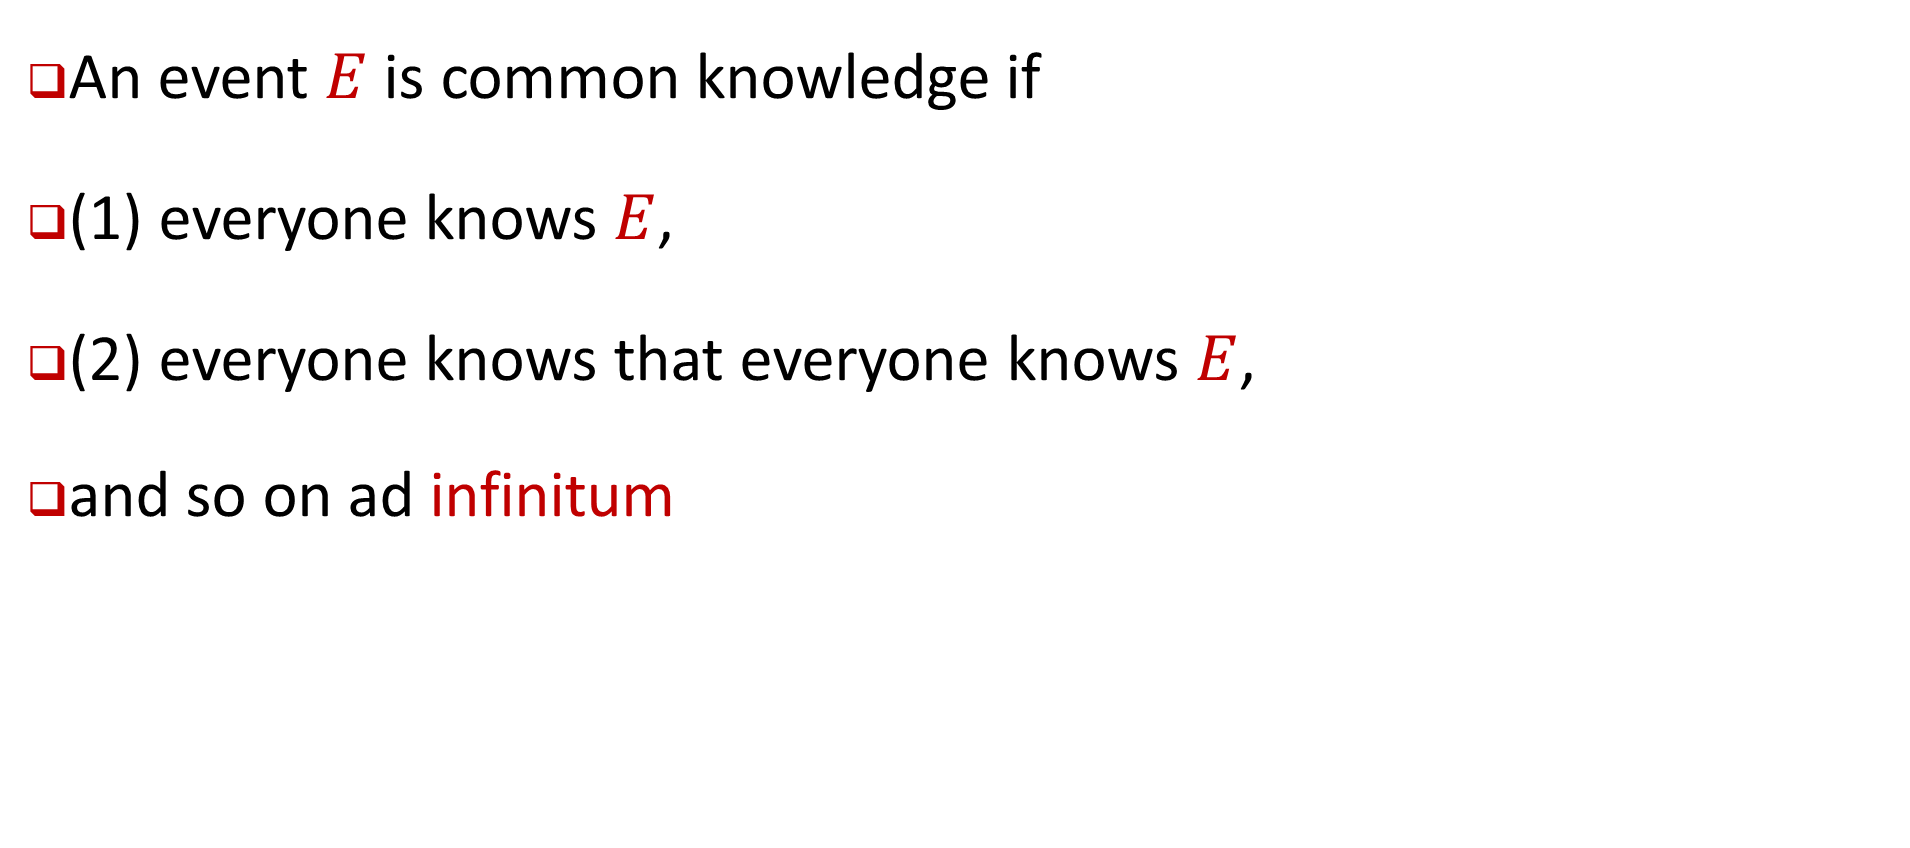 ❑An event E is common knowledge if
❑(1) everyone knows E,
❑(2) everyone knows that everyone knows E,
❑and so on ad infinitum